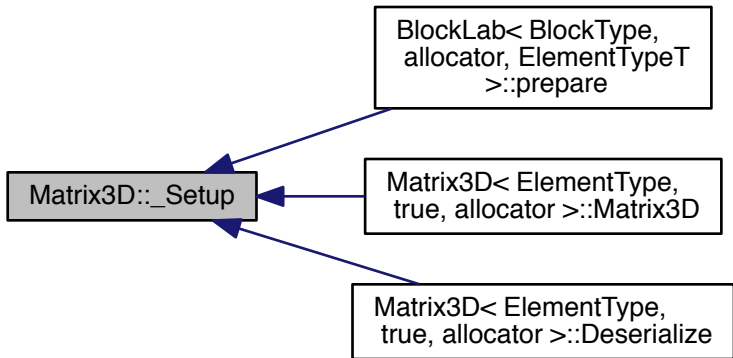 BlockLab< BlockType,
allocator, ElementTypeT
>::prepare
Matrix3D::_Setup
Matrix3D< ElementType,
true, allocator >::Matrix3D
Matrix3D< ElementType,
true, allocator >::Deserialize